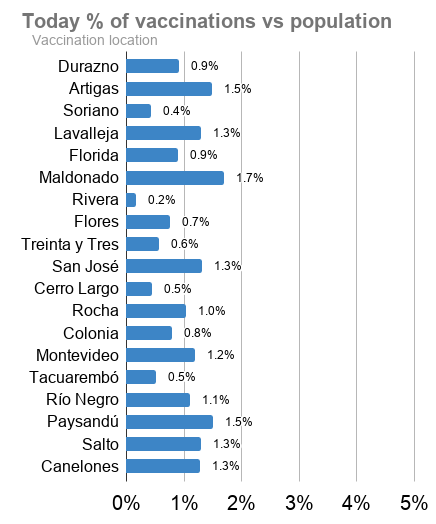 Today % of vaccinations vs population
Vaccination location
Durazno 0.9%
Artigas 1.5%
Soriano 0.4%
Lavalleja 1.3%
Florida 0.9%
Maldonado 1.7%
Rivera 0.2%
Flores 0.7%
Treinta y Tres 0.6%
San José 1.3%
Cerro Largo 0.5%
Rocha 1.0%
Colonia 0.8%
Montevideo 1.2%
Tacuarembó 0.5%
Río Negro 1.1%
Paysandú 1.5%
Salto 1.3%
Canelones 1.3%
0% 1% 2% 3% 4% 5%